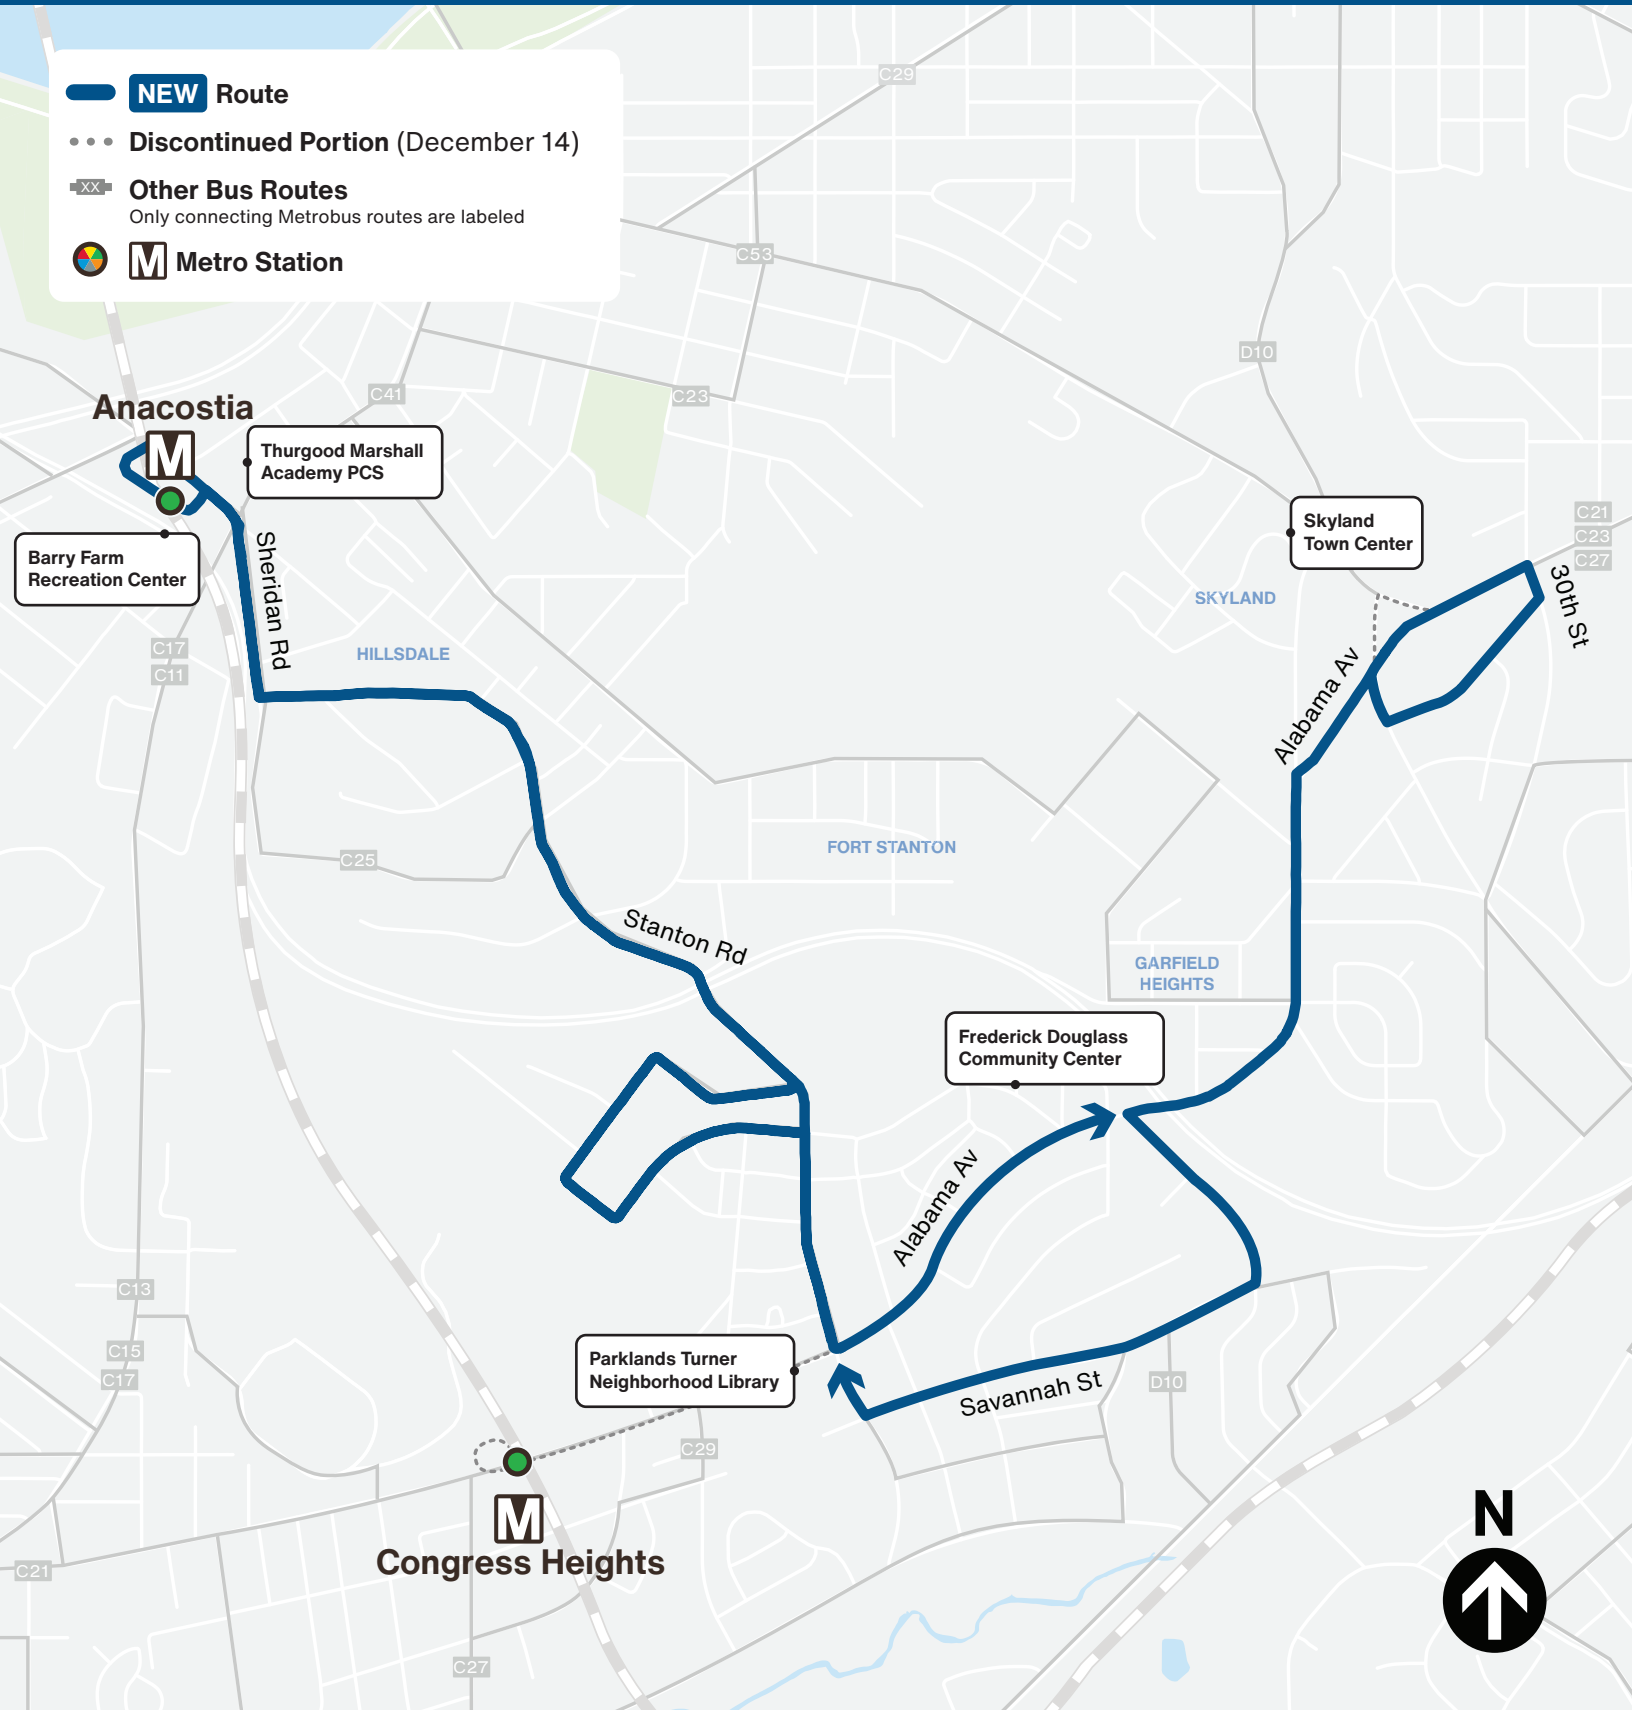 NEW Route
Discontinued Portion (December 14)
XX Other Bus Routes
Only connecting Metrobus routes are labeled
M Metro Station
C29
C53
D10
C41
C23
Anacostia
M
Thurgood Marshall
Academy PCS
Skyland
Town Center
C21
C23
C27
Barry Farm
Recreation Center
Sheridan Rd
30th St
SKYLAND
C17
C11
HILLSDALE
Alabama Av
FORT STANTON
C25
Stanton Rd
GARFIELD
HEIGHTS
Frederick Douglass
Community Center
Alabama Av
C13
C15
C17
Parklands Turner
Neighborhood Library
Savannah St
D10
C29
M
Congress Heights
N
C21
C27